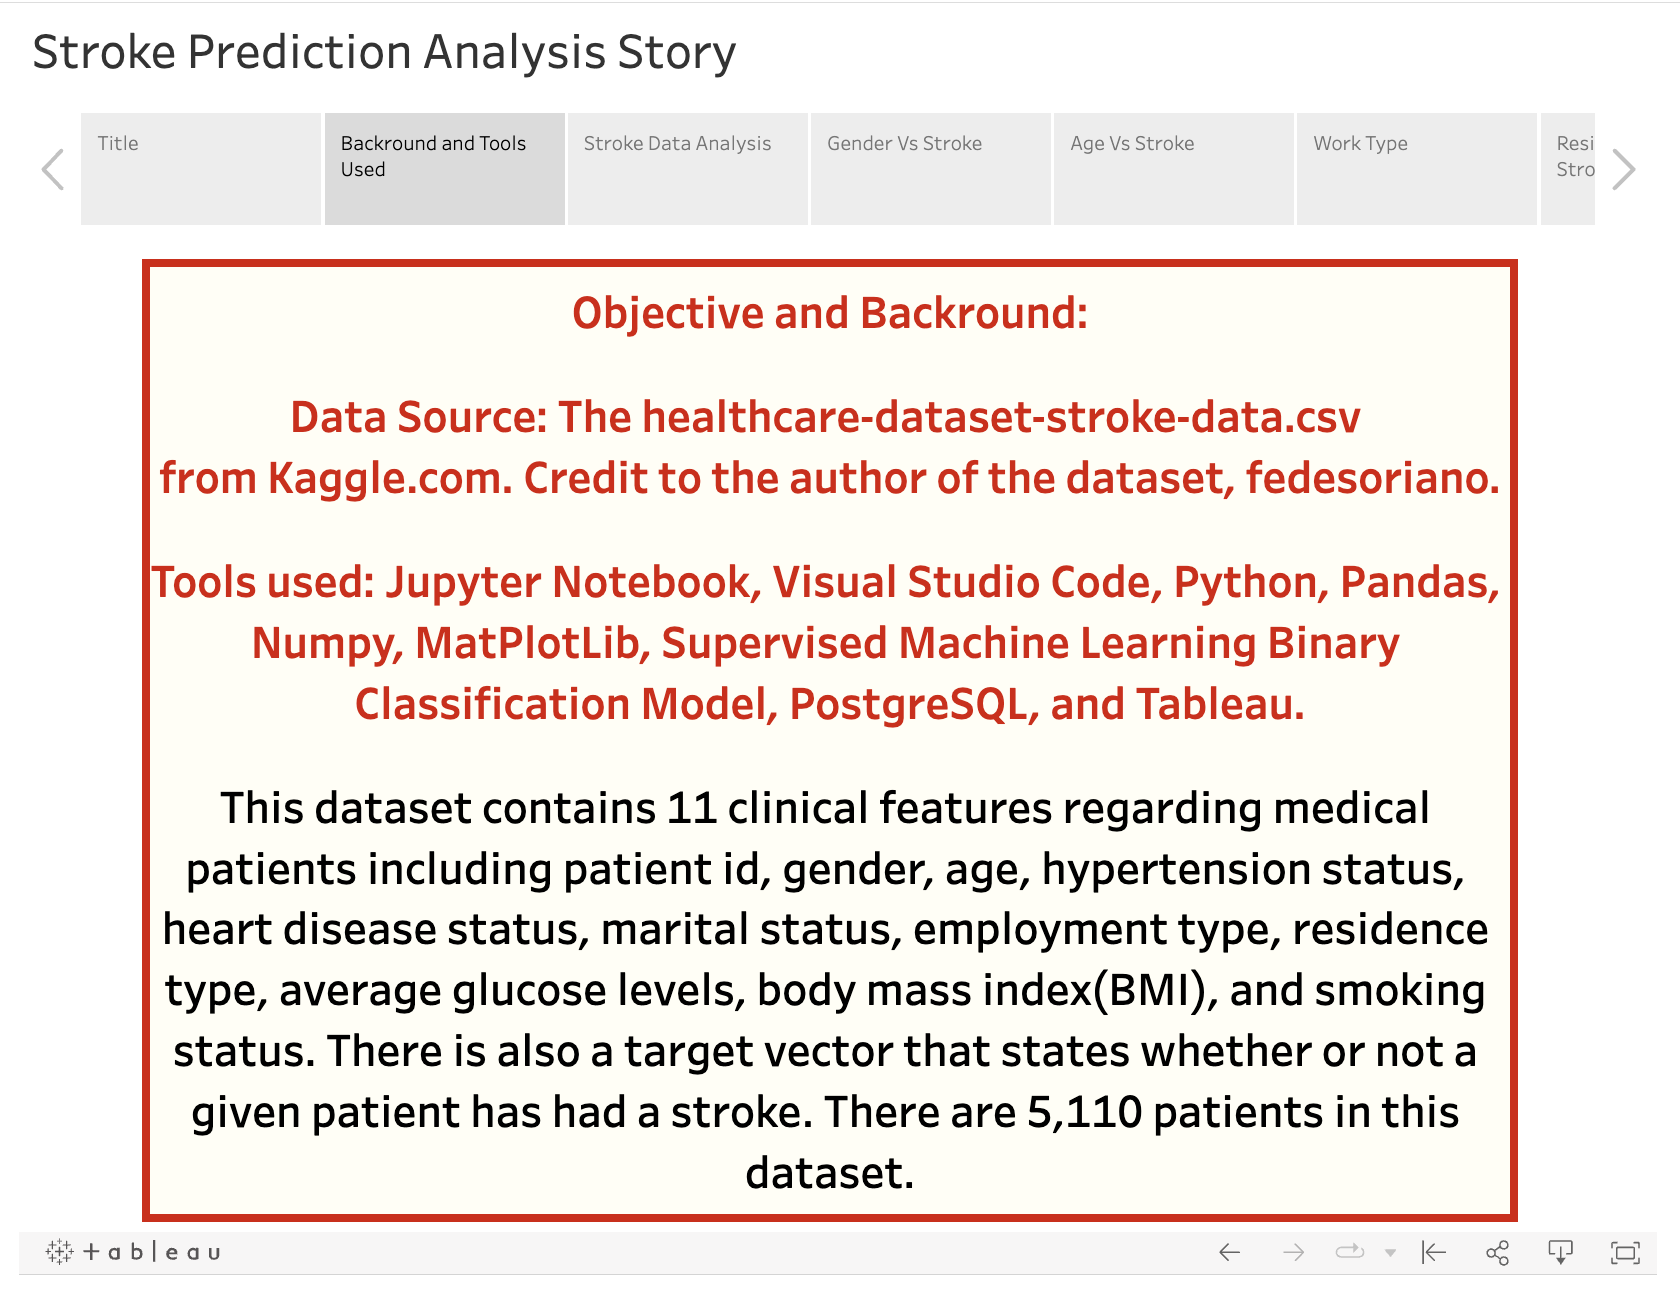 Stroke Prediction Analysis Story
Title
Backround and Tools
Used
Stroke Data Analysis
Gender Vs Stroke
Age Vs Stroke
Work Type
Resi
Stro
Objective and Backround:
Data Source: The healthcare-dataset-stroke-data.csv
from Kaggle.com. Credit to the author of the dataset, fedesoriano.
Tools used: Jupyter Notebook, Visual Studio Code, Python, Pandas,
Numpy, MatPlotLib, Supervised Machine Learning Binary
Classification Model, PostgreSQL, and Tableau.
This dataset contains 11 clinical features regarding medical
patients including patient id, gender, age, hypertension status,
heart disease status, marital status, employment type, residence
type, average glucose levels, body mass index(BMI), and smoking
status. There is also a target vector that states whether or not a
given patient has had a stroke. There are 5,110 patients in this
dataset.
+ a b | e a u